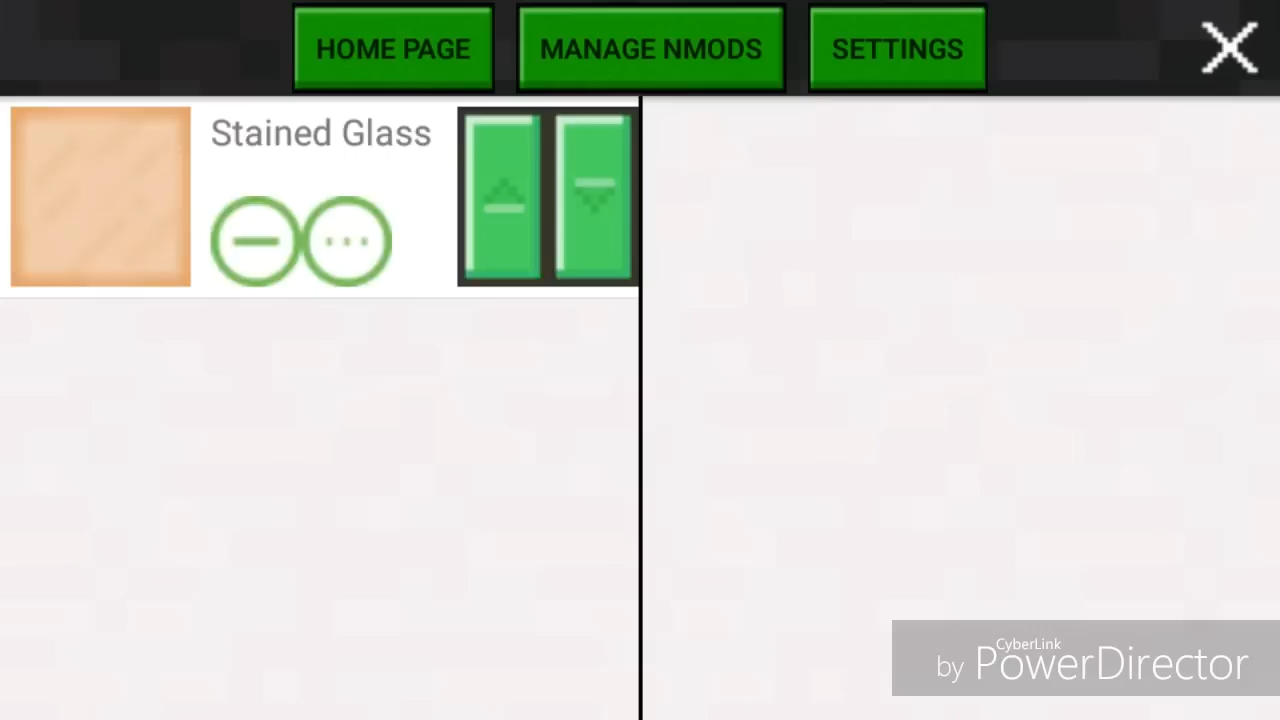 HOME PAGE
MANAGE NMODS
SETTINGS
Stained Glass
CyberLink
by PowerDirector